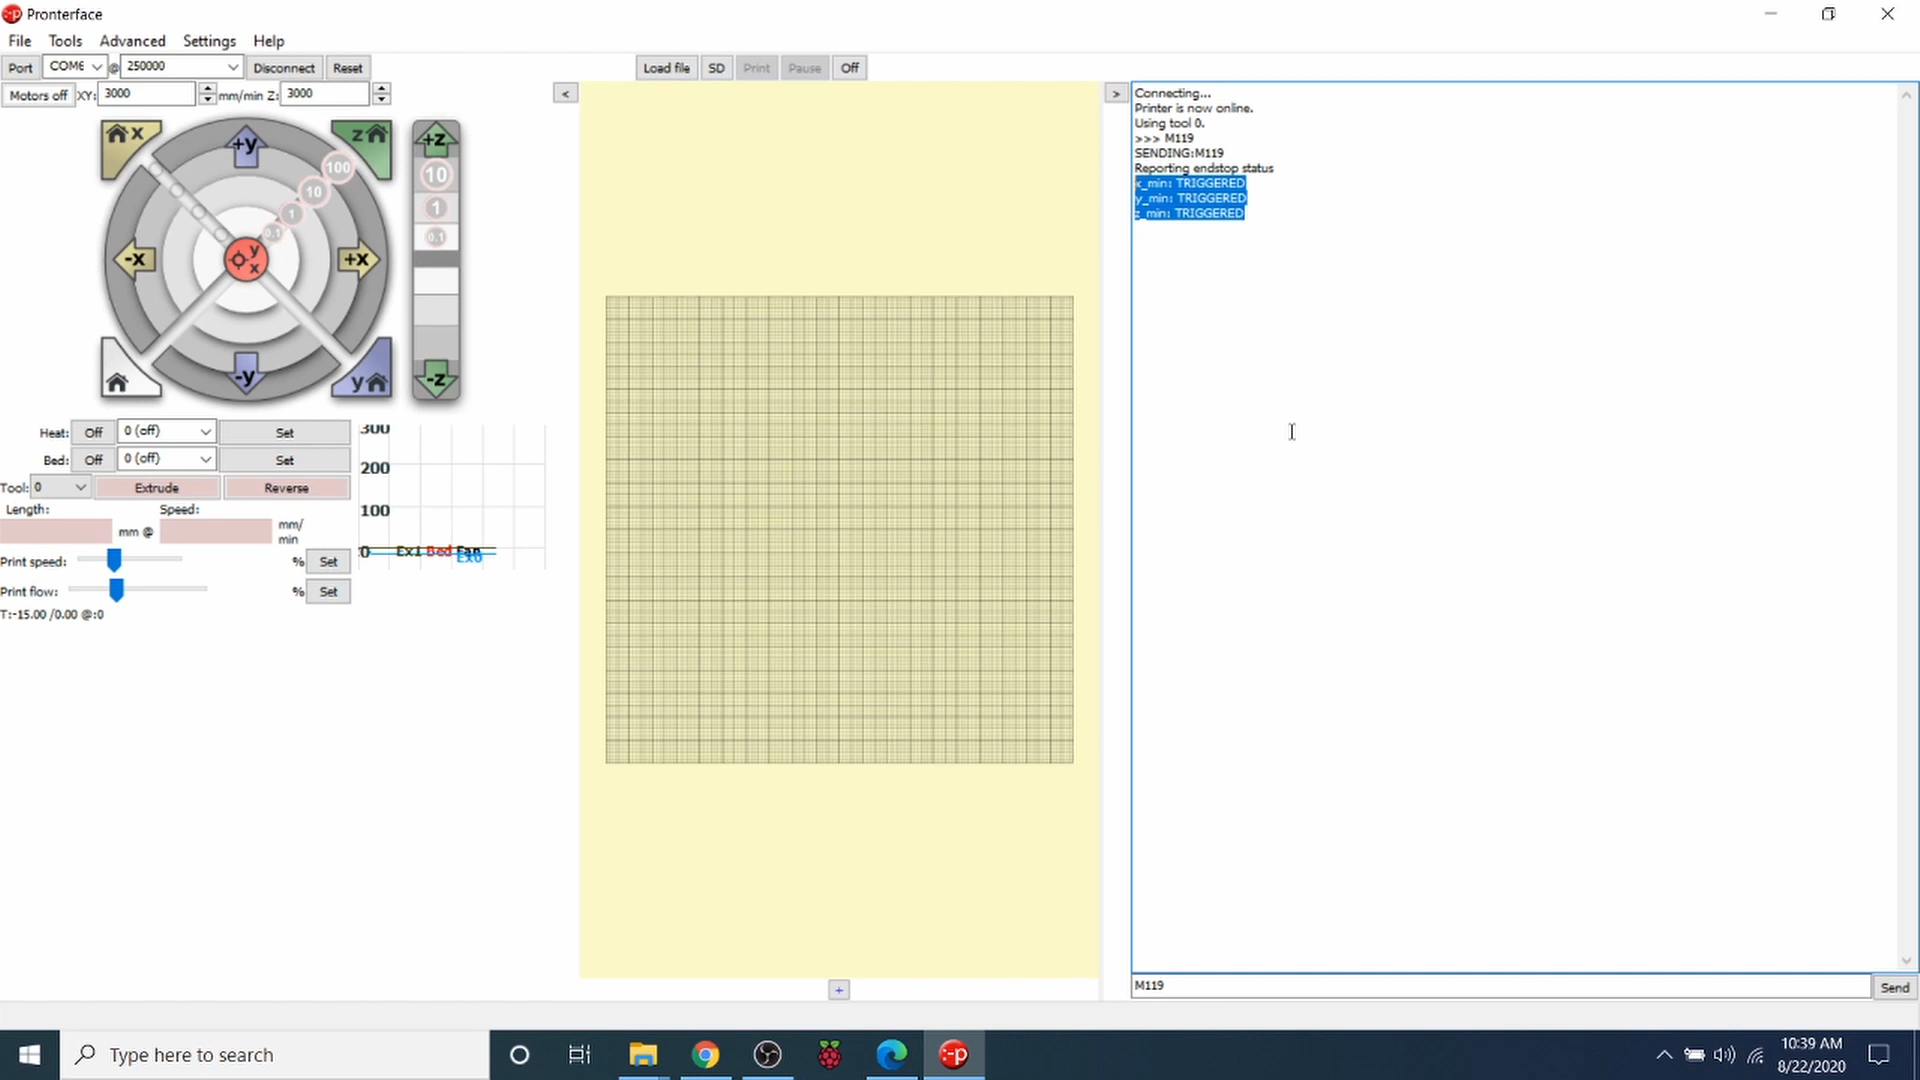 Pronterface
File Tools Advanced Settings Help
Port COM6 @ 250000 Disconnect Reset Load file SD Print Pause Off
Motors off XY: 3000 mm/min Z: 3000 < >
x z +y +z
100 10 1 0.1
10 1 0.1
-x y x +x
-y y -z
Heat: Off 0 (off) Set
Bed: Off 0 (off) Set
Tool: 0 Extrude Reverse
Length: Speed:
mm @ mm/
min
Print speed: % Set
Print flow: % Set
T:-15.00 /0.00 @:0
300
200
100
0 Ex1 Bed Fan
Ex0
Connecting...
Printer is now online.
Using tool 0.
>>> M119
SENDING:M119
Reporting endstop status
x_min: TRIGGERED
y_min: TRIGGERED
z_min: TRIGGERED
+
M119 Send
Type here to search
10:39 AM
8/22/2020